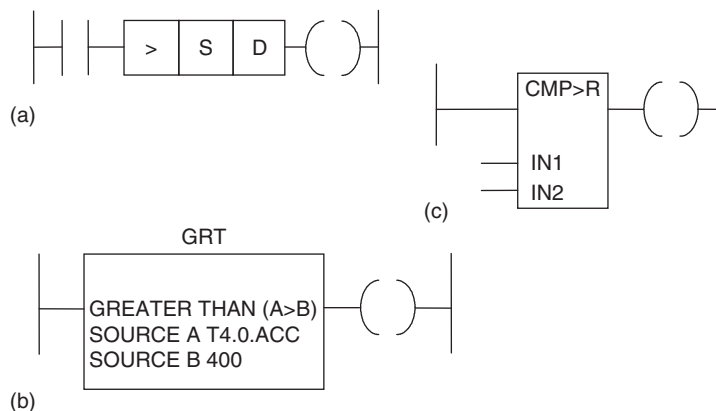 > S D
(a)
CMP>R
IN1
IN2
(c)
GRT
GREATER THAN (A>B)
SOURCE A T4.0.ACC
SOURCE B 400
(b)